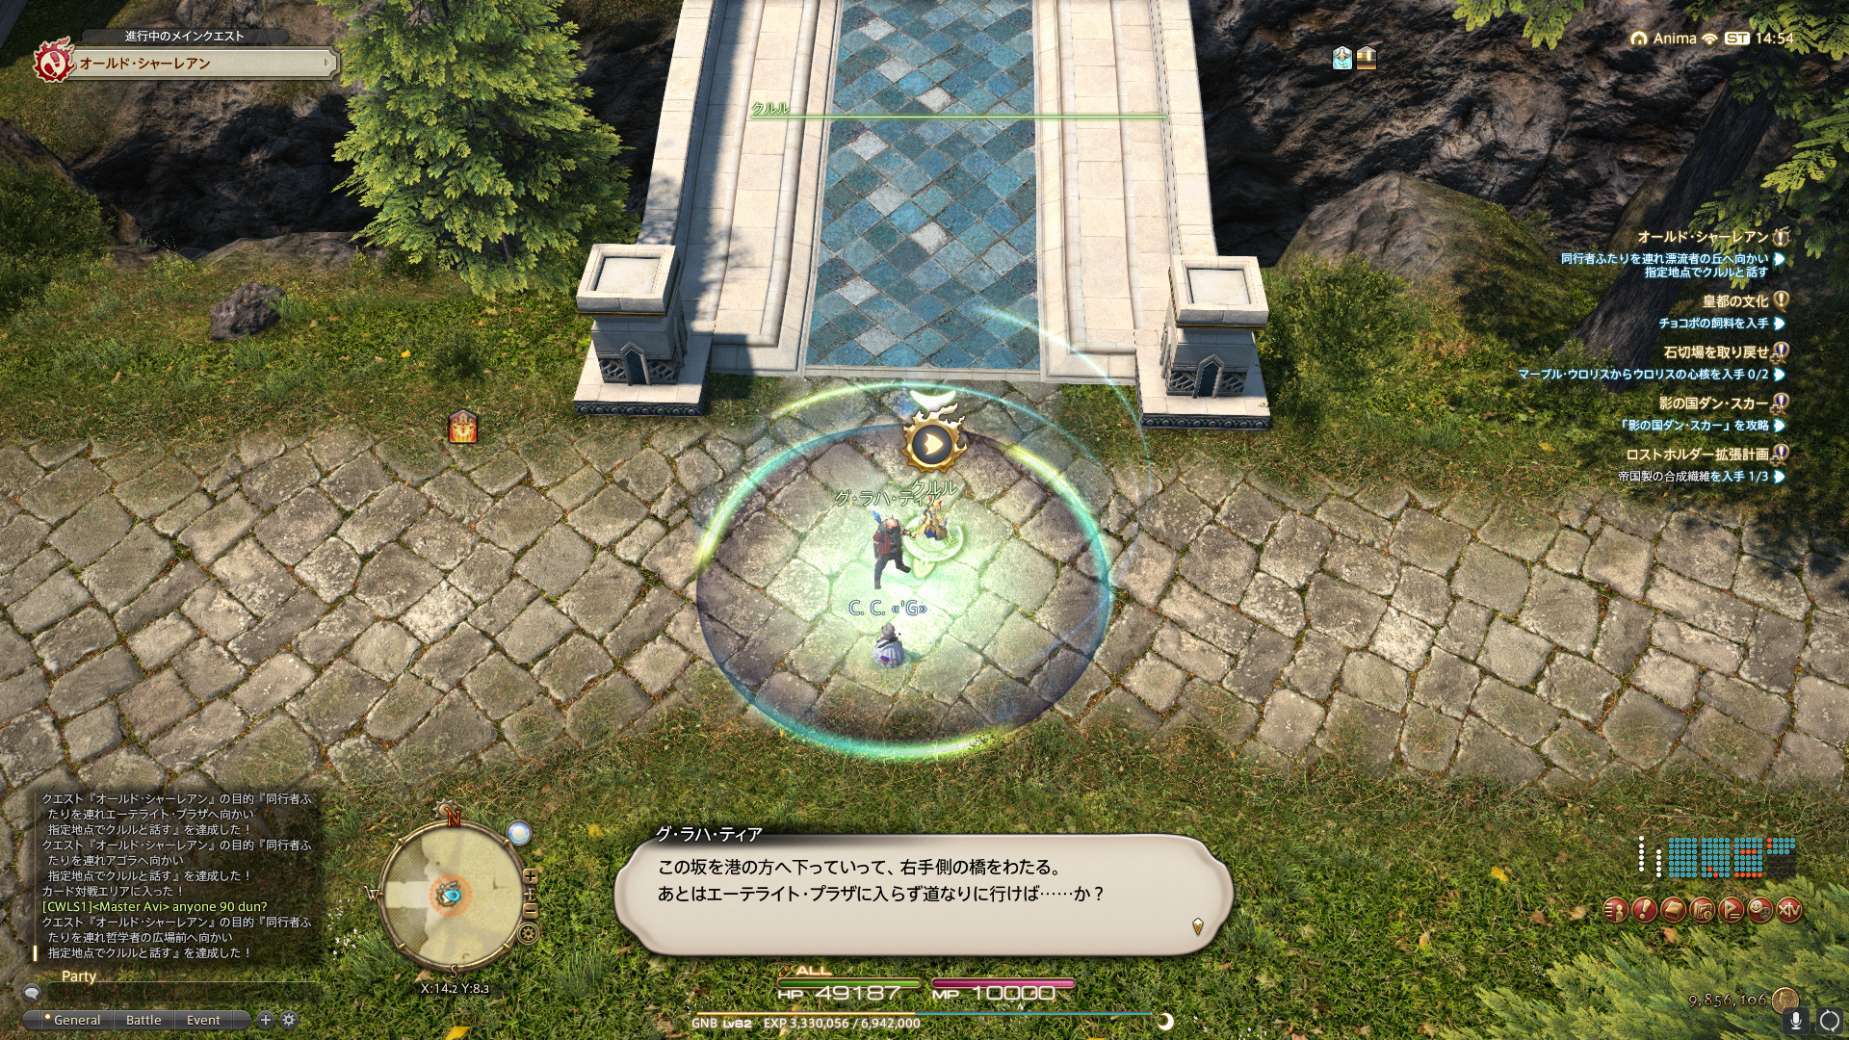 進行中のメインクエスト
オールド・シャーレアン
Anima ST 14:54
クルル
オールド・シャーレアン
同行者ふたりを連れ漂流者の丘へ向かい
指定地点でクルルと話す
皇都の文化
チョコボの飼料を入手
石切場を取り戻せ
マーブル・ウロリスからウロリスの心核を入手 0/2
影の国ダン・スカー
「影の国ダン・スカー」を攻略
ロストホルダー拡張計画
帝国製の合成繊維を入手 1/3
クルル
グ・ラハ・ティア
C. C. «'G»
クエスト『オールド・シャーレアン』の目的『同行者ふ
たりを連れエーテライト・プラザへ向かい
指定地点でクルルと話す』を達成した！
クエスト『オールド・シャーレアン』の目的『同行者ふ
たりを連れアゴラへ向かい
指定地点でクルルと話す』を達成した！
カード対戦エリアに入った！
[CWLS1]<Master Avi> anyone 90 dun?
クエスト『オールド・シャーレアン』の目的『同行者ふ
たりを連れ哲学者の広場前へ向かい
指定地点でクルルと話す』を達成した！
Party
General Battle Event
N
X:14.2 Y:8.3
グ・ラハ・ティア
この坂を港の方へ下っていって、右手側の橋をわたる。
あとはエーテライト・プラザに入らず道なりに行けば……か？
ALL
HP 49187 MP 10000
GNB Lv82 EXP 3,330,056 / 6,942,000
XIV
9,856,106